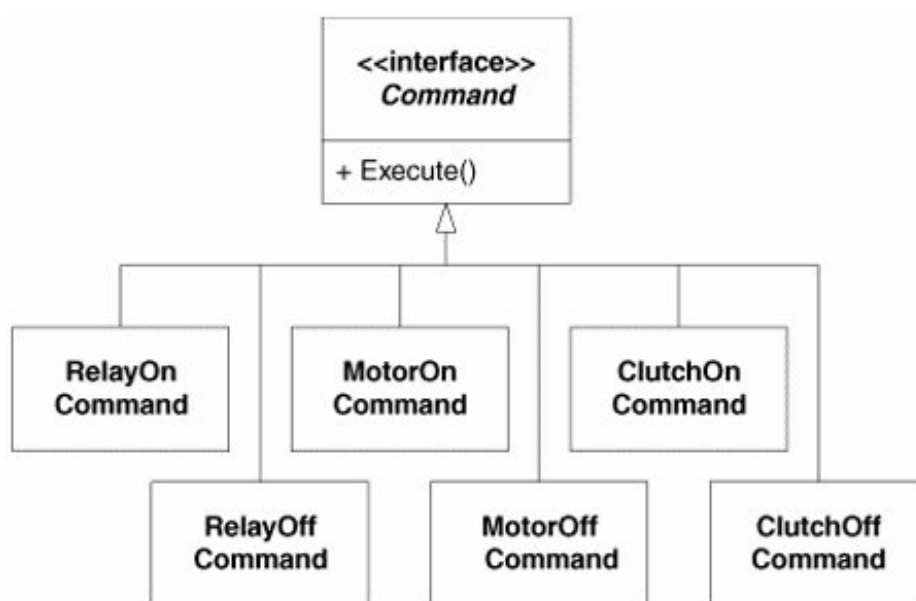 <<interface>>
Command
+ Execute()
RelayOn
Command
MotorOn
Command
ClutchOn
Command
RelayOff
Command
MotorOff
Command
ClutchOff
Command